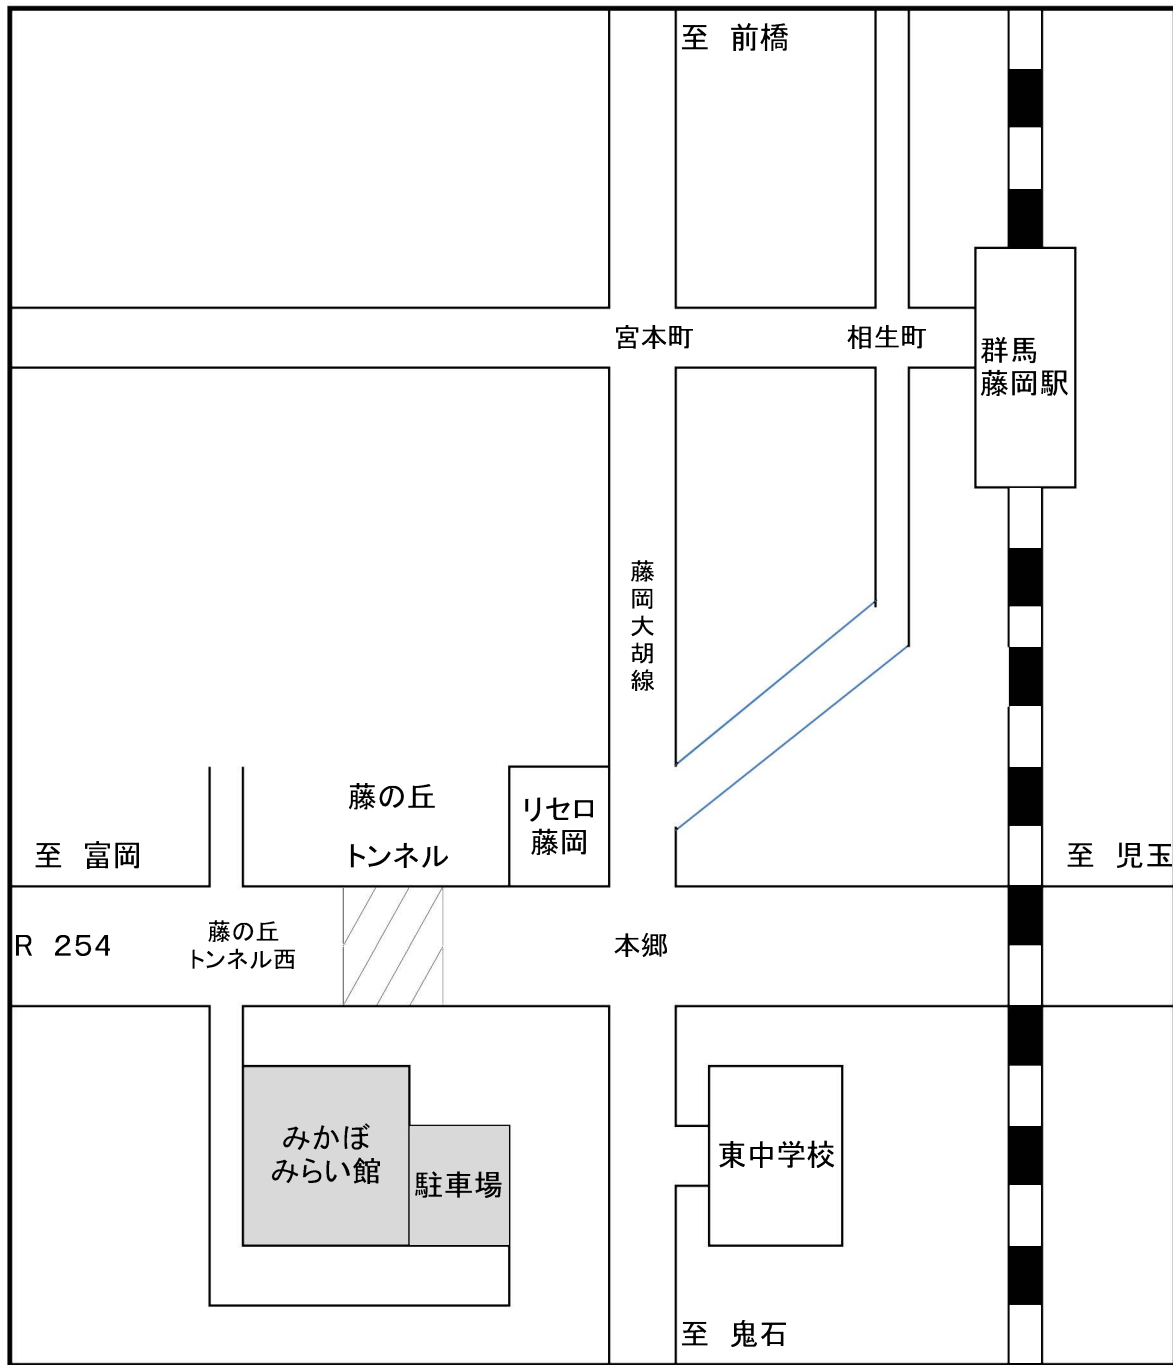 至 前橋
宮本町
相生町
群馬
藤岡駅
藤岡大胡線
藤の丘
トンネル
リセロ
藤岡
至 富岡
至 児玉
R 254
藤の丘
トンネル西
本郷
みかぼ
みらい館
駐車場
東中学校
至 鬼石